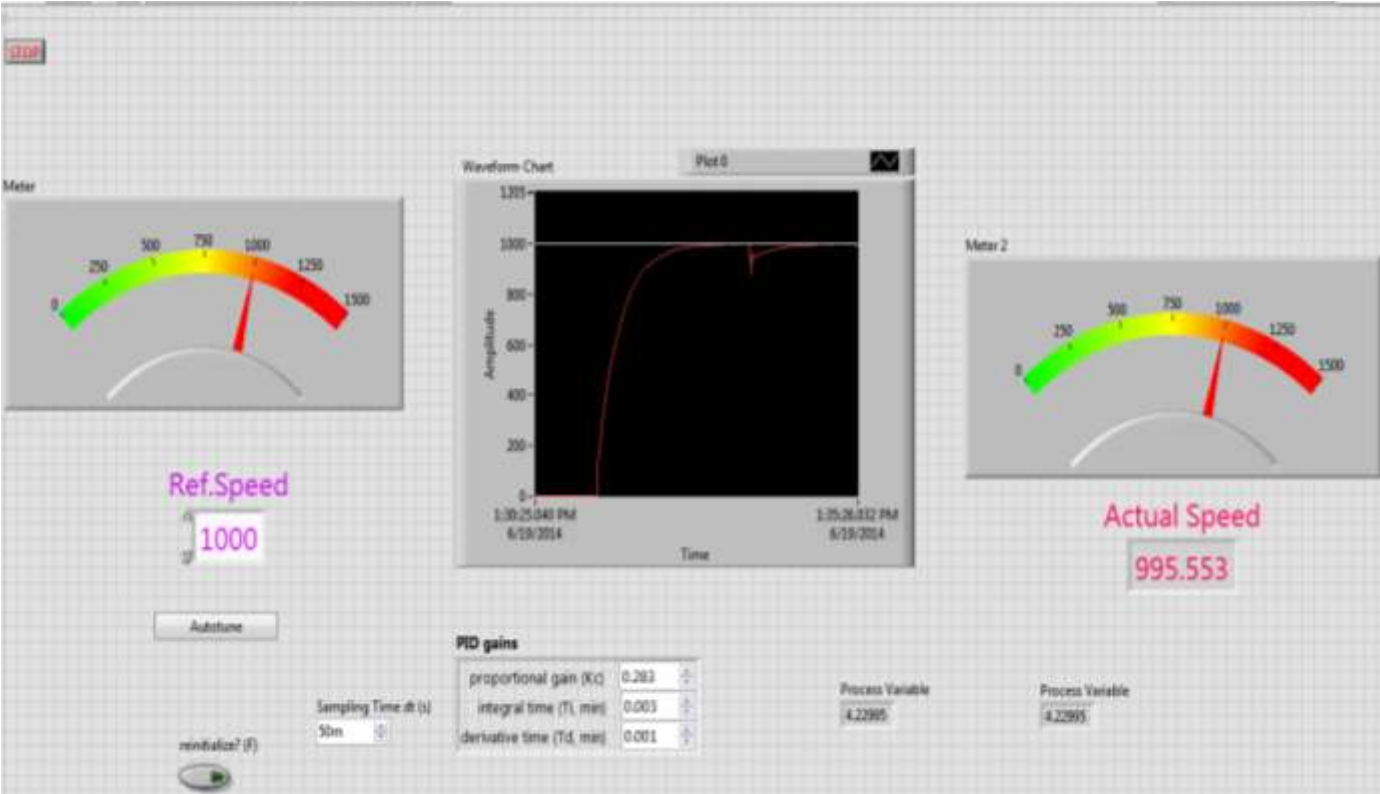 STOP
Meter
0
250
500
750
1000
1250
1500
Ref.Speed
1000
Autotune
reinitialize? (F)
Sampling Time dt (s)
50m
Waveform Chart
Plot 0
Amplitude
1205
1000
800
600
400
200
0
1:30:25.040 PM
6/19/2014
1:35:26.032 PM
6/19/2014
Time
PID gains
proportional gain (Kc) 0.283
integral time (Ti, min) 0.003
derivative time (Td, min) 0.001
Meter 2
0
250
500
750
1000
1250
1500
Actual Speed
995.553
Process Variable
4.22995
Process Variable
4.22995